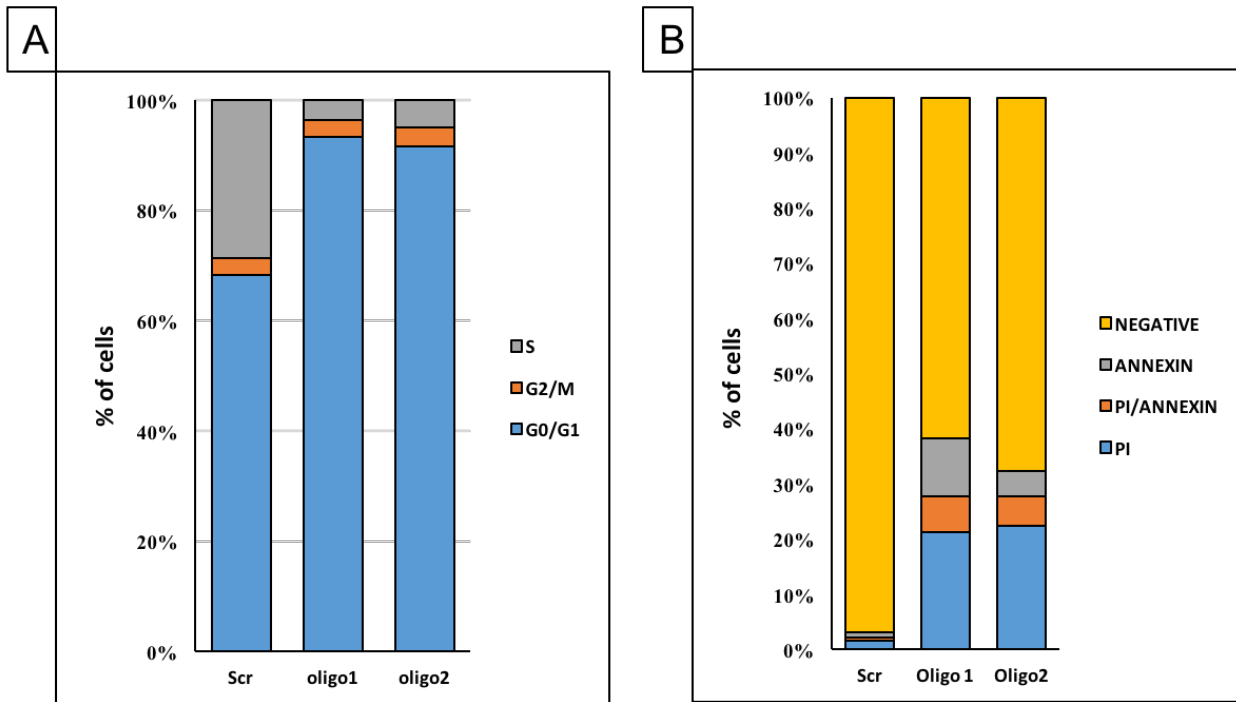 A
100%
80%
60%
40%
20%
0%
% of cells
Scr oligo1 oligo2
S
G2/M
G0/G1
B
100%
90%
80%
70%
60%
50%
40%
30%
20%
10%
0%
% of cells
Scr Oligo 1 Oligo2
NEGATIVE
ANNEXIN
PI/ANNEXIN
PI